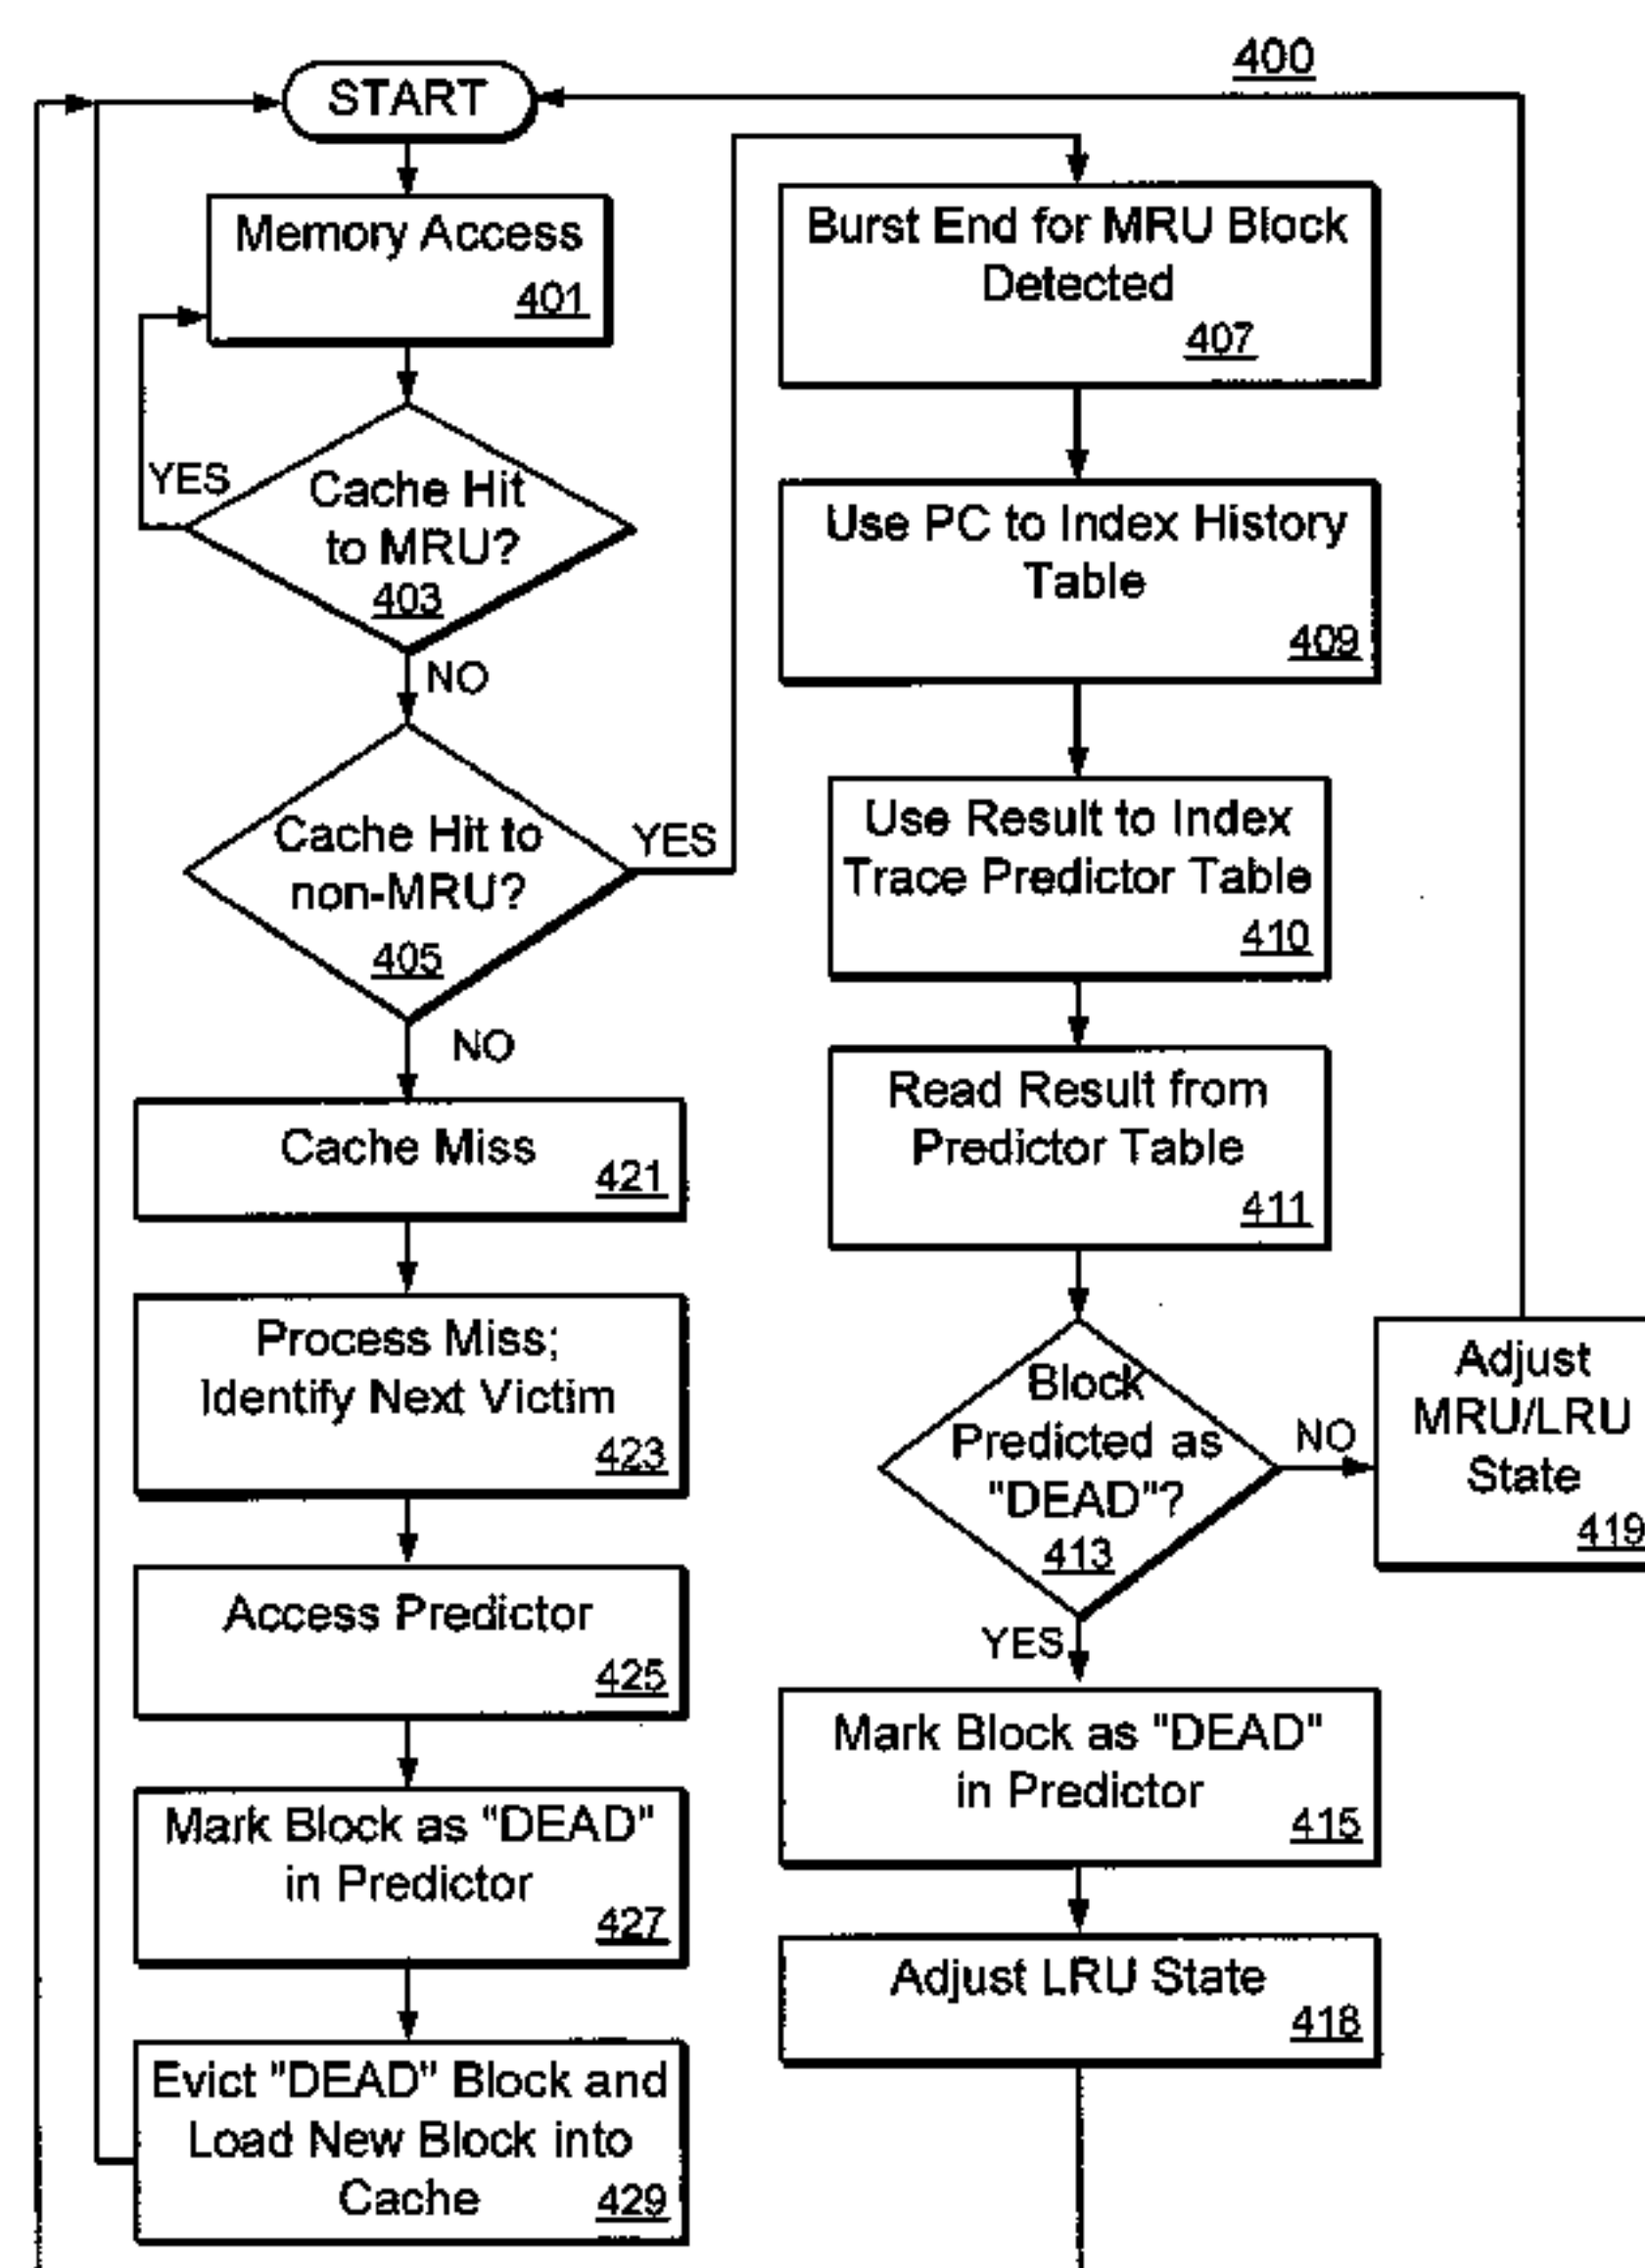 400
START
Memory Access
401
YES
Cache Hit
to MRU?
403
NO
Cache Hit to
non-MRU?
405
YES
NO
Cache Miss
421
Process Miss;
Identify Next Victim
423
Access Predictor
425
Mark Block as "DEAD"
in Predictor
427
Evict "DEAD" Block and
Load New Block into
Cache
429
Burst End for MRU Block
Detected
407
Use PC to Index History
Table
409
Use Result to Index
Trace Predictor Table
410
Read Result from
Predictor Table
411
Block
Predicted as
"DEAD"?
413
NO
Adjust
MRU/LRU
State
419
YES
Mark Block as "DEAD"
in Predictor
415
Adjust LRU State
418